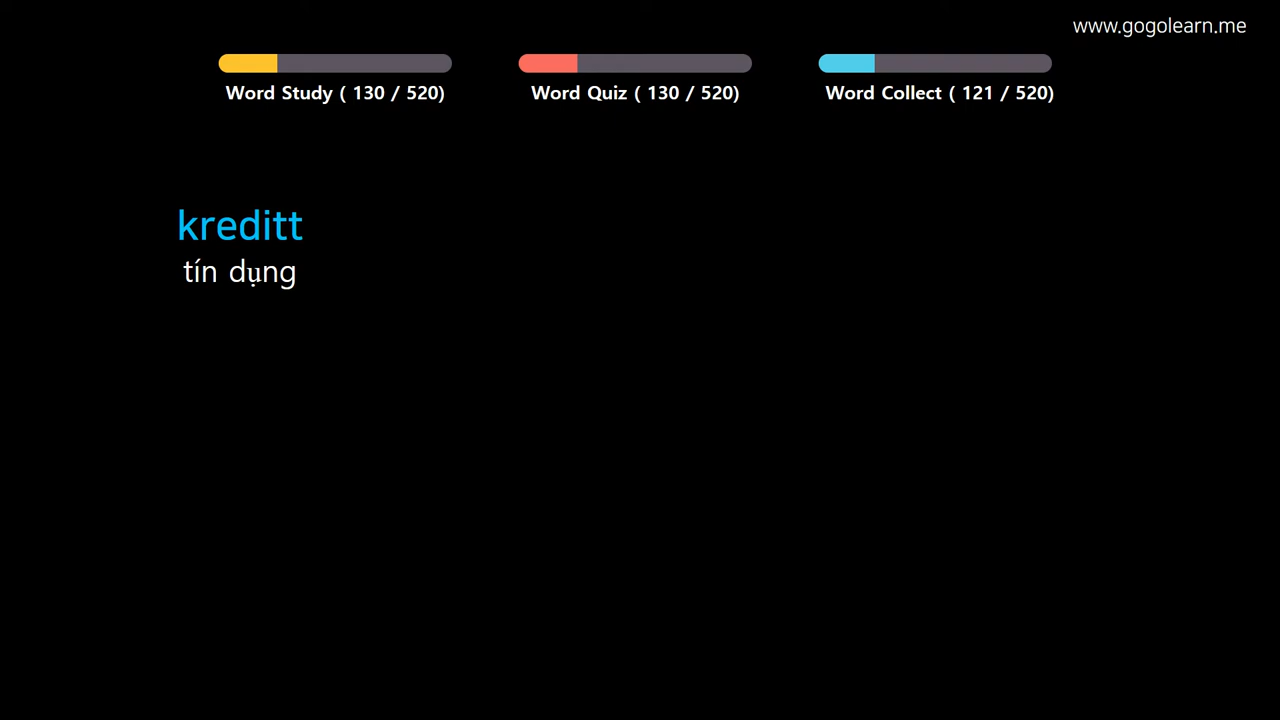 www.gogolearn.me
Word Study ( 130 / 520)
Word Quiz ( 130 / 520)
Word Collect ( 121 / 520)
kreditt
tín dụng